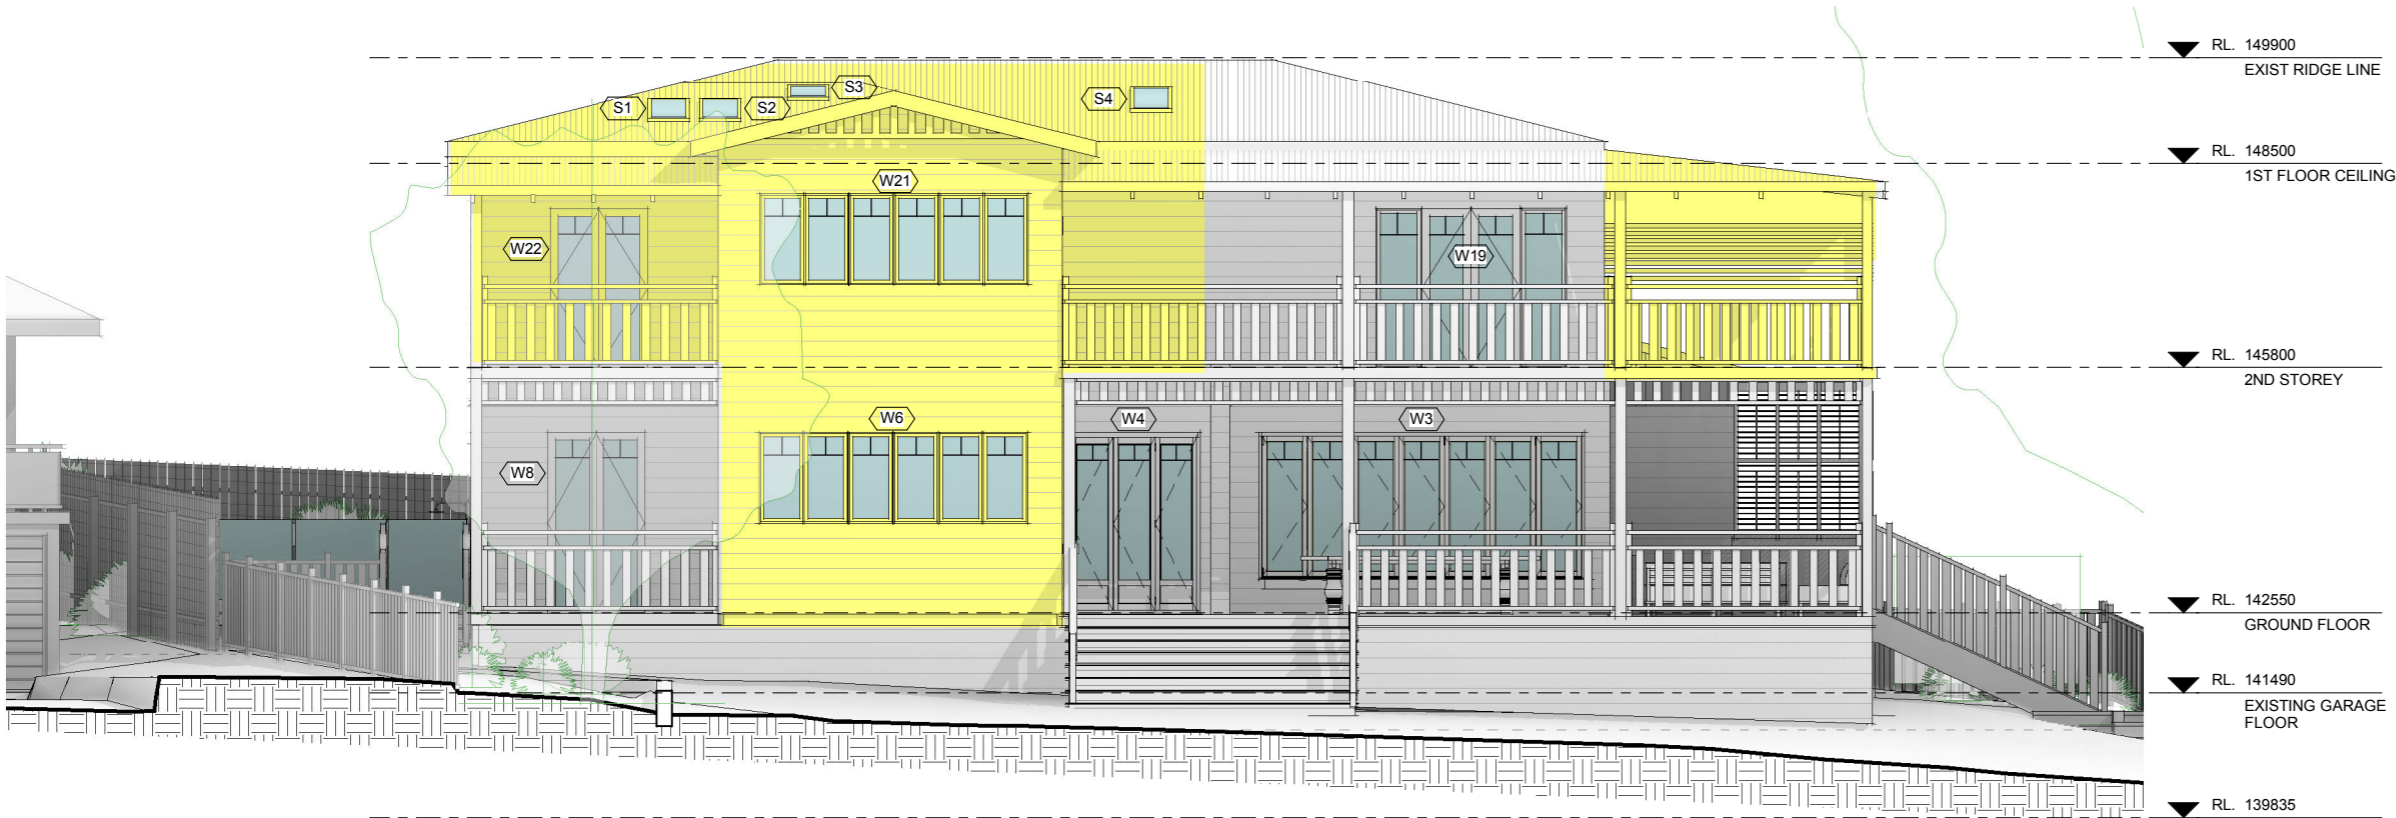 RL. 149900
EXIST RIDGE LINE
S3
S1
S2
S4
RL. 148500
1ST FLOOR CEILING
W21
W22
W19
RL. 145800
2ND STOREY
W6
W4
W3
W8
RL. 142550
GROUND FLOOR
RL. 141490
EXISTING GARAGE
FLOOR
RL. 139835